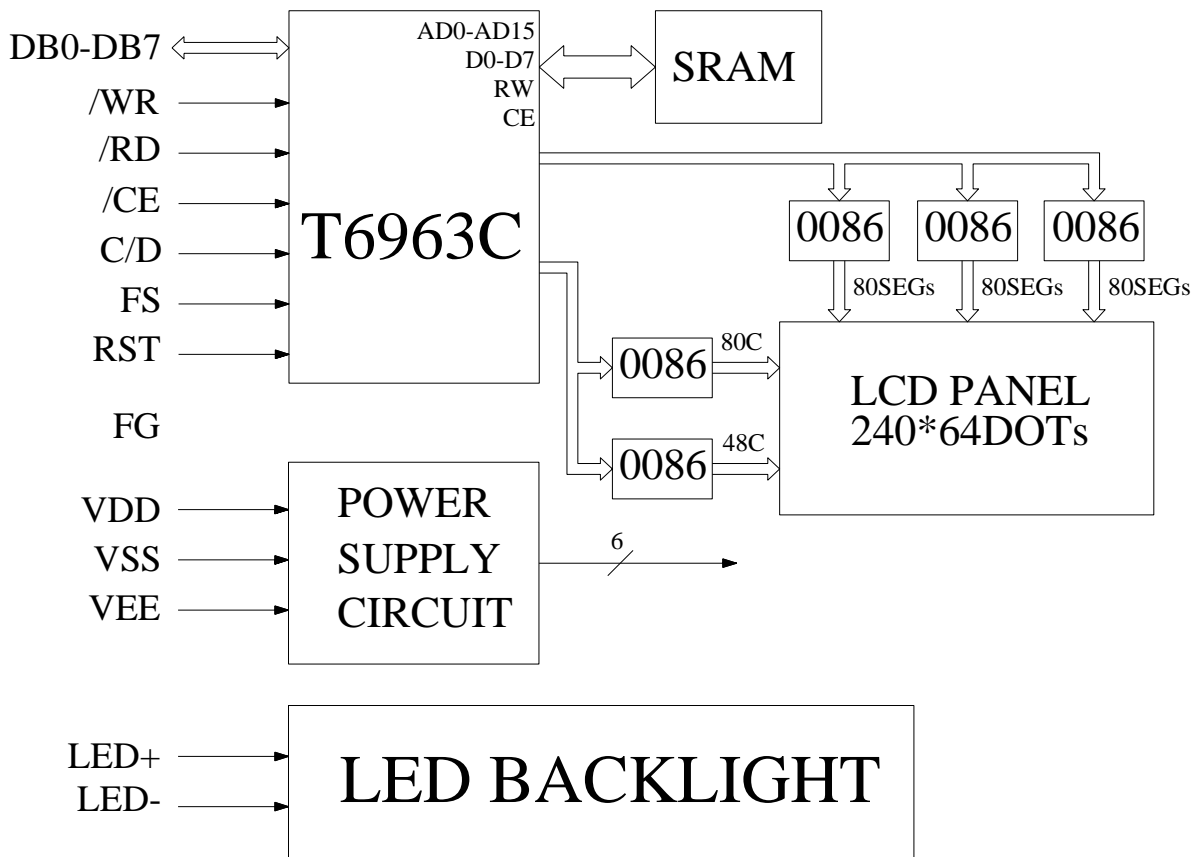 DB0-DB7
/WR
/RD
/CE
C/D
FS
RST
FG
VDD
VSS
VEE
LED+
LED-
AD0-AD15
D0-D7
RW
CE
T6963C
SRAM
0086
0086
0086
80SEGs
80SEGs
80SEGs
0086
80C
0086
48C
LCD PANEL
240*64DOTs
POWER
SUPPLY
CIRCUIT
6
LED BACKLIGHT